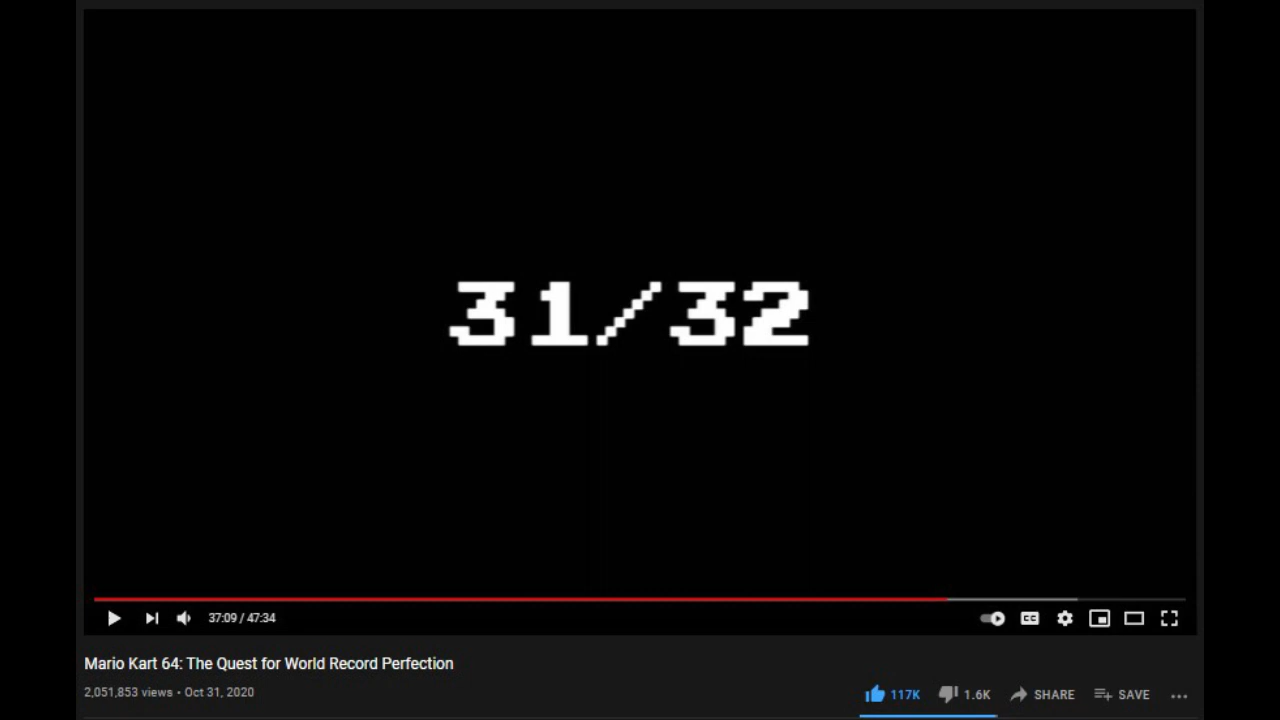 31/32
37:09 / 47:34
CC
Mario Kart 64: The Quest for World Record Perfection
2,051,853 views • Oct 31, 2020
117K 1.6K SHARE SAVE